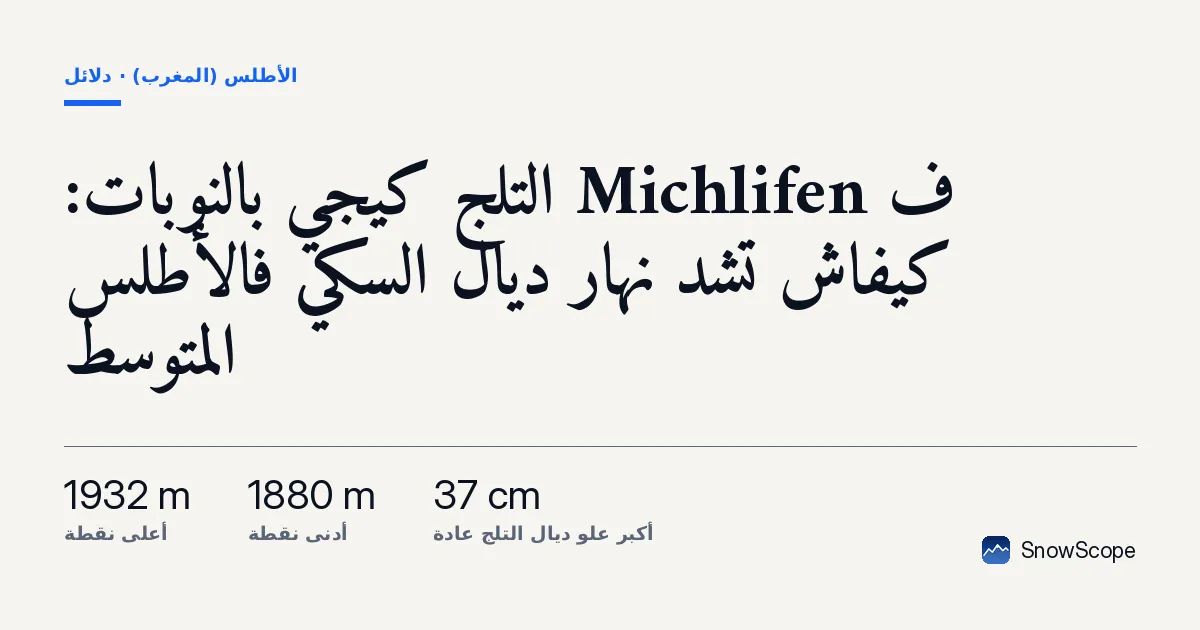 الأطلس (المغرب) · دلائل
ف Michlifen التلج كيجي بالنوبات:
كيفاش تشد نهار ديال السكي فالأطلس
المتوسط
1932 m
أعلى نقطة
1880 m
أدنى نقطة
37 cm
أكبر علو ديال التلج عادة
SnowScope